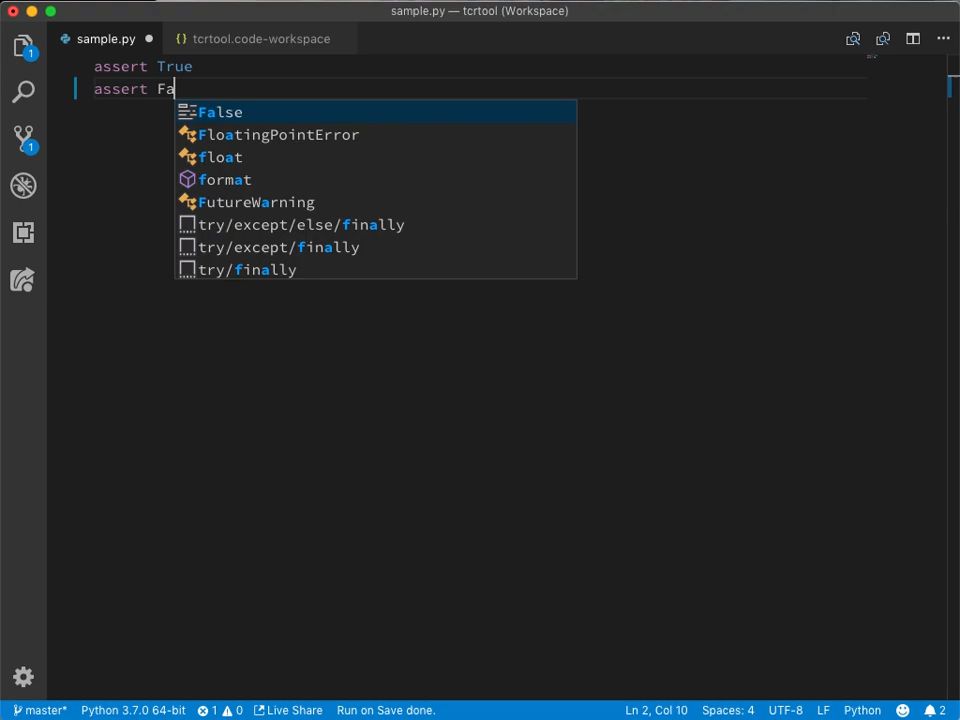 sample.py — tcrtool (Workspace)
sample.py ● {} tcrtool.code-workspace
1
assert True
assert Fa
False
FloatingPointError
float
format
FutureWarning
try/except/else/finally
try/except/finally
try/finally
1
master* Python 3.7.0 64-bit 1 0 Live Share Run on Save done. Ln 2, Col 10 Spaces: 4 UTF-8 LF Python 2